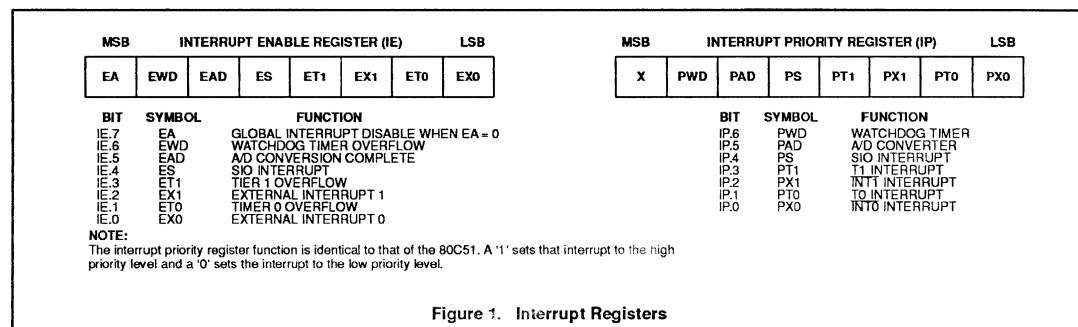 MSB INTERRUPT ENABLE REGISTER (IE) LSB
EA EWD EAD ES ET1 EX1 ET0 EX0
BIT SYMBOL FUNCTION
IE.7 EA GLOBAL INTERRUPT DISABLE WHEN EA = 0
IE.6 EWD WATCHDOG TIMER OVERFLOW
IE.5 EAD A/D CONVERSION COMPLETE
IE.4 ES SIO INTERRUPT
IE.3 ET1 TIER 1 OVERFLOW
IE.2 EX1 EXTERNAL INTERRUPT 1
IE.1 ET0 TIMER 0 OVERFLOW
IE.0 EX0 EXTERNAL INTERRUPT 0
MSB INTERRUPT PRIORITY REGISTER (IP) LSB
X PWD PAD PS PT1 PX1 PT0 PX0
BIT SYMBOL FUNCTION
IP.6 PWD WATCHDOG TIMER
IP.5 PAD A/D CONVERTER
IP.4 PS SIO INTERRUPT
IP.3 PT1 T1 INTERRUPT
IP.2 PX1 INT1 INTERRUPT
IP.1 PT0 T0 INTERRUPT
IP.0 PX0 INT0 INTERRUPT
NOTE:
The interrupt priority register function is identical to that of the 80C51. A '1' sets that interrupt to the high
priority level and a '0' sets the interrupt to the low priority level.
Figure 1. Interrupt Registers